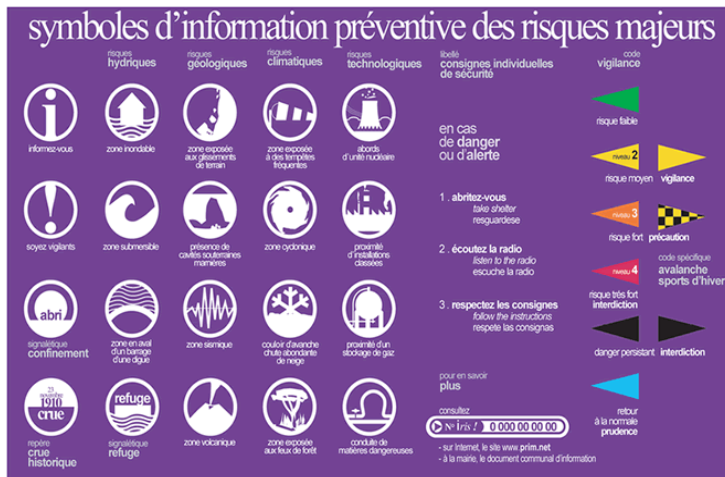 symboles d'information préventive des risques majeurs
risques
hydriques
risques
géologiques
risques
climatiques
risques
technologiques
libellé
consignes individuelles
de sécurité
code
vigilance
informez-vous
zone inondable
zone exposée
aux glissements
de terrain
zone exposée
à des tempêtes
fréquentes
abords
d'unité nucléaire
en cas
de danger
ou d'alerte
risque faible
niveau 2
risque moyen
vigilance
soyez vigilants
zone submersible
présence de
cavités souterraines
marnières
zone cyclonique
proximité
d'installations
classées
1 . abritez-vous
take shelter
resguardese
2 . écoutez la radio
listen to the radio
escuche la radio
3 . respectez les consignes
follow the instructions
respete las consignas
niveau 3
risque fort
précaution
niveau 4
risque trés fort
interdiction
code spécifique
avalanche
sports d'hiver
abri
signalétique
confinement
zone en aval
d'un barrage
d'une digue
zone sismique
couloir d'avanche
chute abondante
de neige
proximité d'un
stockage de gaz
danger persistant
interdiction
23
novembre
1910
crue
repère
crue
historique
refuge
signalétique
refuge
zone volcanique
zone exposée
aux feux de forêt
conduite de
matières dangereuses
pour en savoir
plus
consultez
N° iris ! 0 000 00 00 00
- sur Internet, le site www prim.net
- à la mairie, le document communal d'information
retour
à la normale
prudence